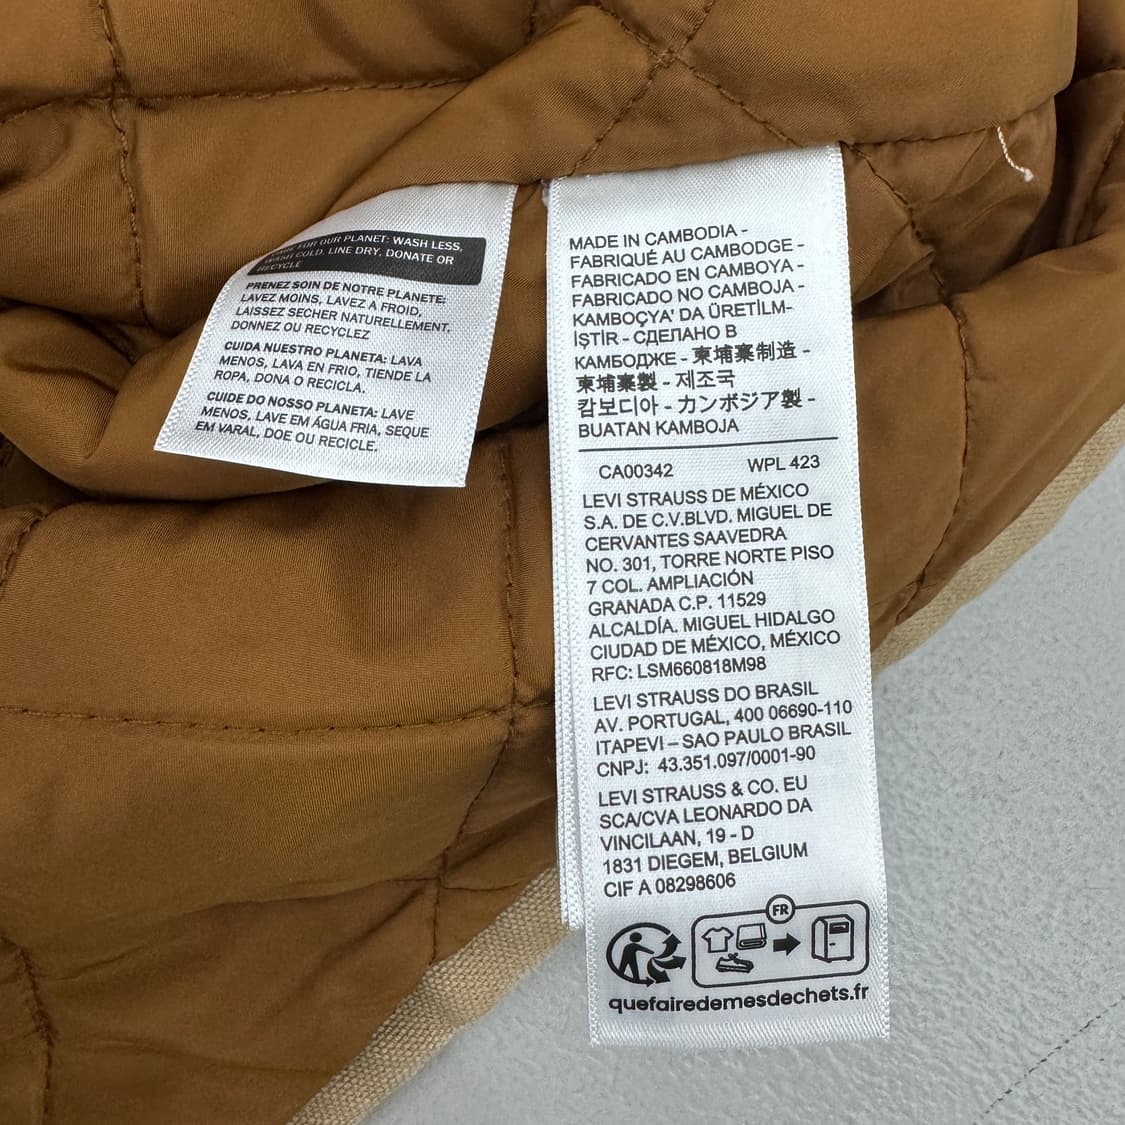 FOR OUR PLANET: WASH LESS,
WASH COLD, LINE DRY, DONATE OR
RECYCLE
PRENEZ SOIN DE NOTRE PLANETE:
LAVEZ MOINS, LAVEZ A FROID,
LAISSEZ SECHER NATURELLEMENT,
DONNEZ OU RECYCLEZ
CUIDA NUESTRO PLANETA: LAVA
MENOS, LAVA EN FRIO, TIENDE LA
ROPA, DONA O RECICLA.
CUIDE DO NOSSO PLANETA: LAVE
MENOS, LAVE EM ÁGUA FRIA, SEQUE
EM VARAL, DOE OU RECICLE.
MADE IN CAMBODIA -
FABRIQUÉ AU CAMBODGE -
FABRICADO EN CAMBOYA -
FABRICADO NO CAMBOJA -
KAMBOÇYA' DA ÜRETİLM-
İŞTİR - СДЕЛАНО В
КАМБОДЖЕ - 柬埔寨制造 -
柬埔寨製 - 제조국
캄보디아 - カンボジア製 -
BUATAN KAMBOJA
CA00342 WPL 423
LEVI STRAUSS DE MÉXICO
S.A. DE C.V.BLVD. MIGUEL DE
CERVANTES SAAVEDRA
NO. 301, TORRE NORTE PISO
7 COL. AMPLIACIÓN
GRANADA C.P. 11529
ALCALDÍA. MIGUEL HIDALGO
CIUDAD DE MÉXICO, MÉXICO
RFC: LSM660818M98
LEVI STRAUSS DO BRASIL
AV. PORTUGAL, 400 06690-110
ITAPEVI – SAO PAULO BRASIL
CNPJ: 43.351.097/0001-90
LEVI STRAUSS & CO. EU
SCA/CVA LEONARDO DA
VINCILAAN, 19 - D
1831 DIEGEM, BELGIUM
CIF A 08298606
FR
quefairedemesdechets.fr